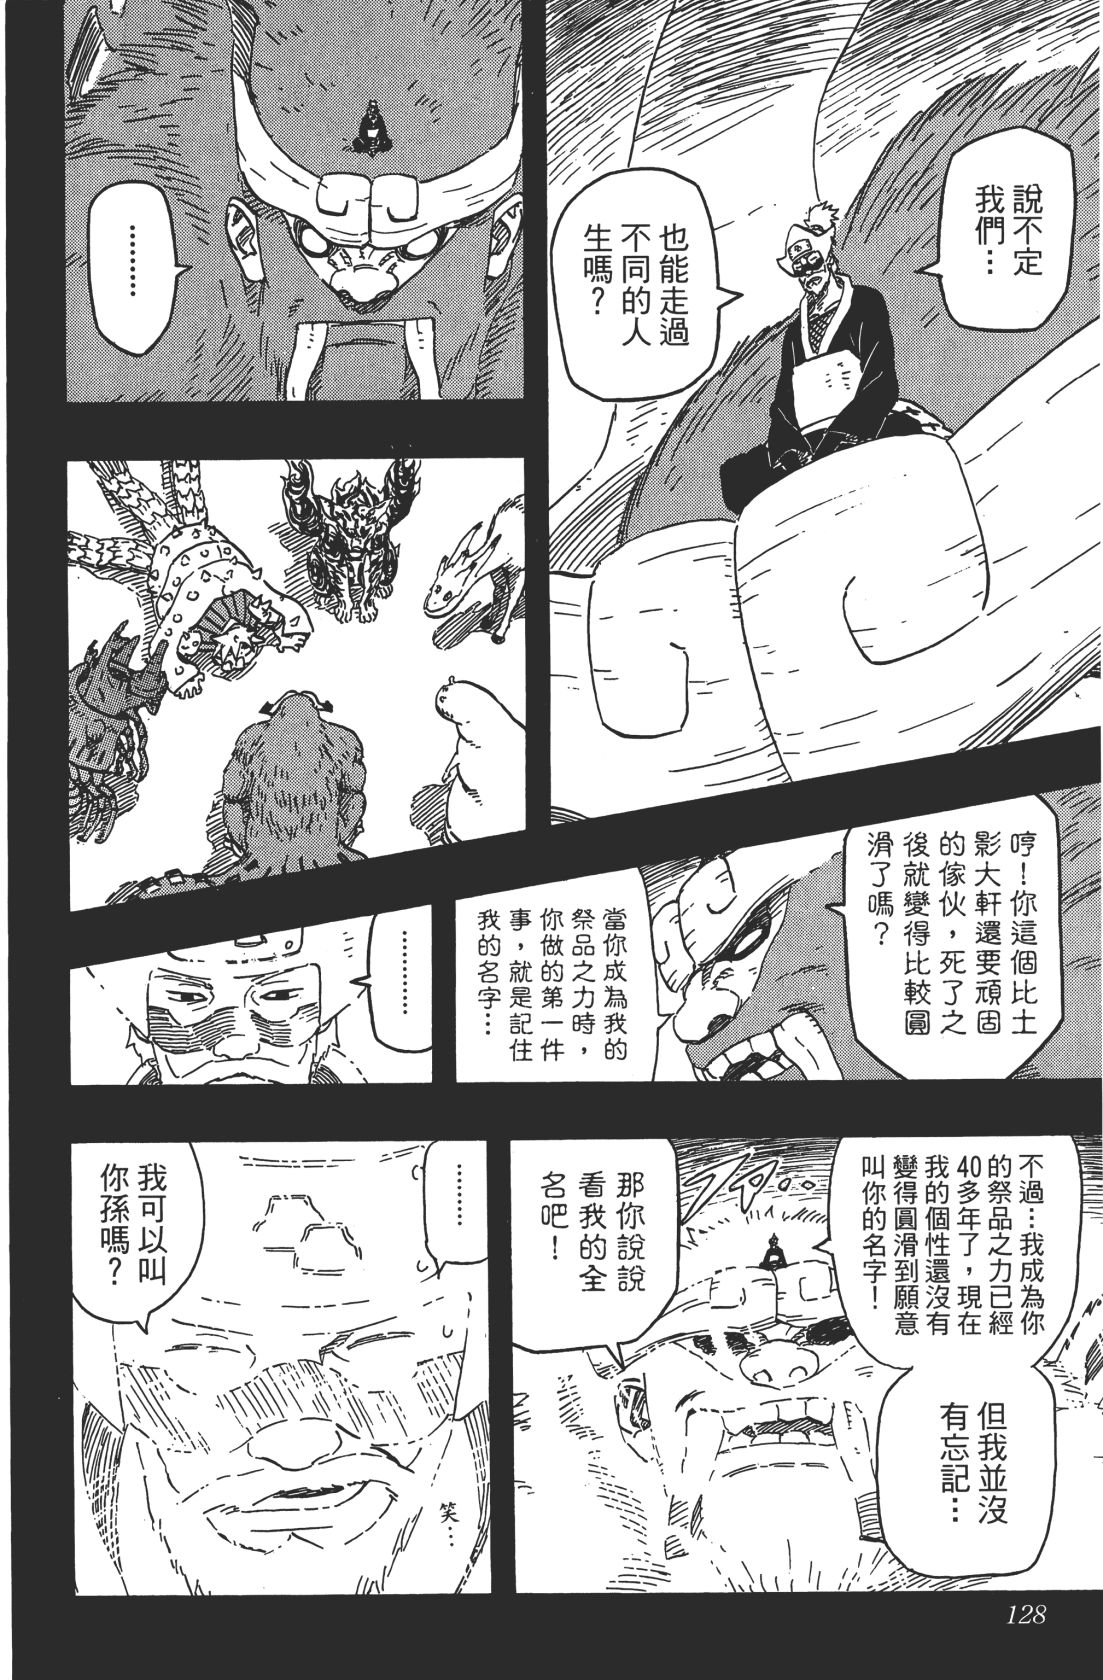 說不定
我們…
也能走過
不同的人
生嗎？
………
哼！你這個比土
影大軒還要頑固
的傢伙，死了之
後就變得比較圓
滑了嗎？
當你成為我的
祭品之力時，
你做的第一件
事，就是記住
我的名字…
………
不過…我成為你
的祭品之力已經
40多年了，現在
我的個性還沒有
變得圓滑到願意
叫你的名字！
但我並沒
有忘記…
那你說說
看我的全
名吧！
………
我可以叫
你孫嗎？
笑…
128